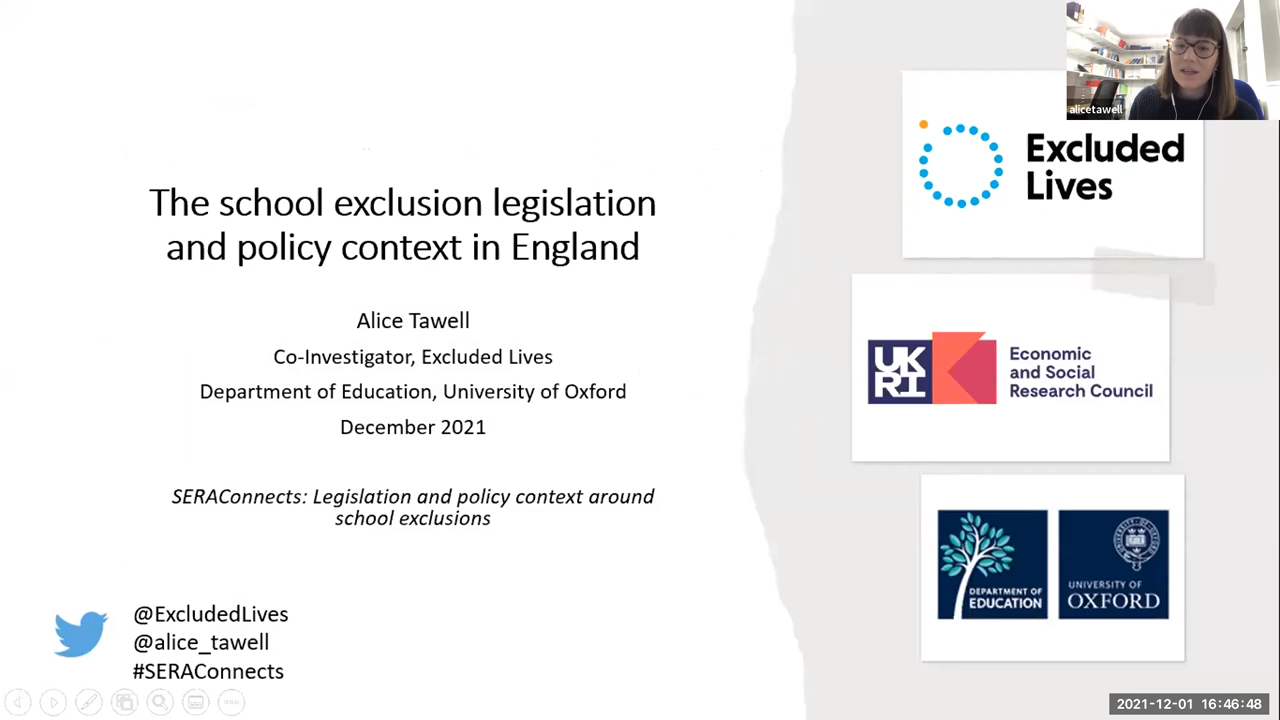 The school exclusion legislation
and policy context in England
Alice Tawell
Co-Investigator, Excluded Lives
Department of Education, University of Oxford
December 2021
SERAConnects: Legislation and policy context around
school exclusions
@ExcludedLives
@alice_tawell
#SERAConnects
alicetawell
Excluded
Lives
UK
RI
Economic
and Social
Research Council
DEPARTMENT OF
EDUCATION
UNIVERSITY OF
OXFORD
2021-12-01 16:46:48